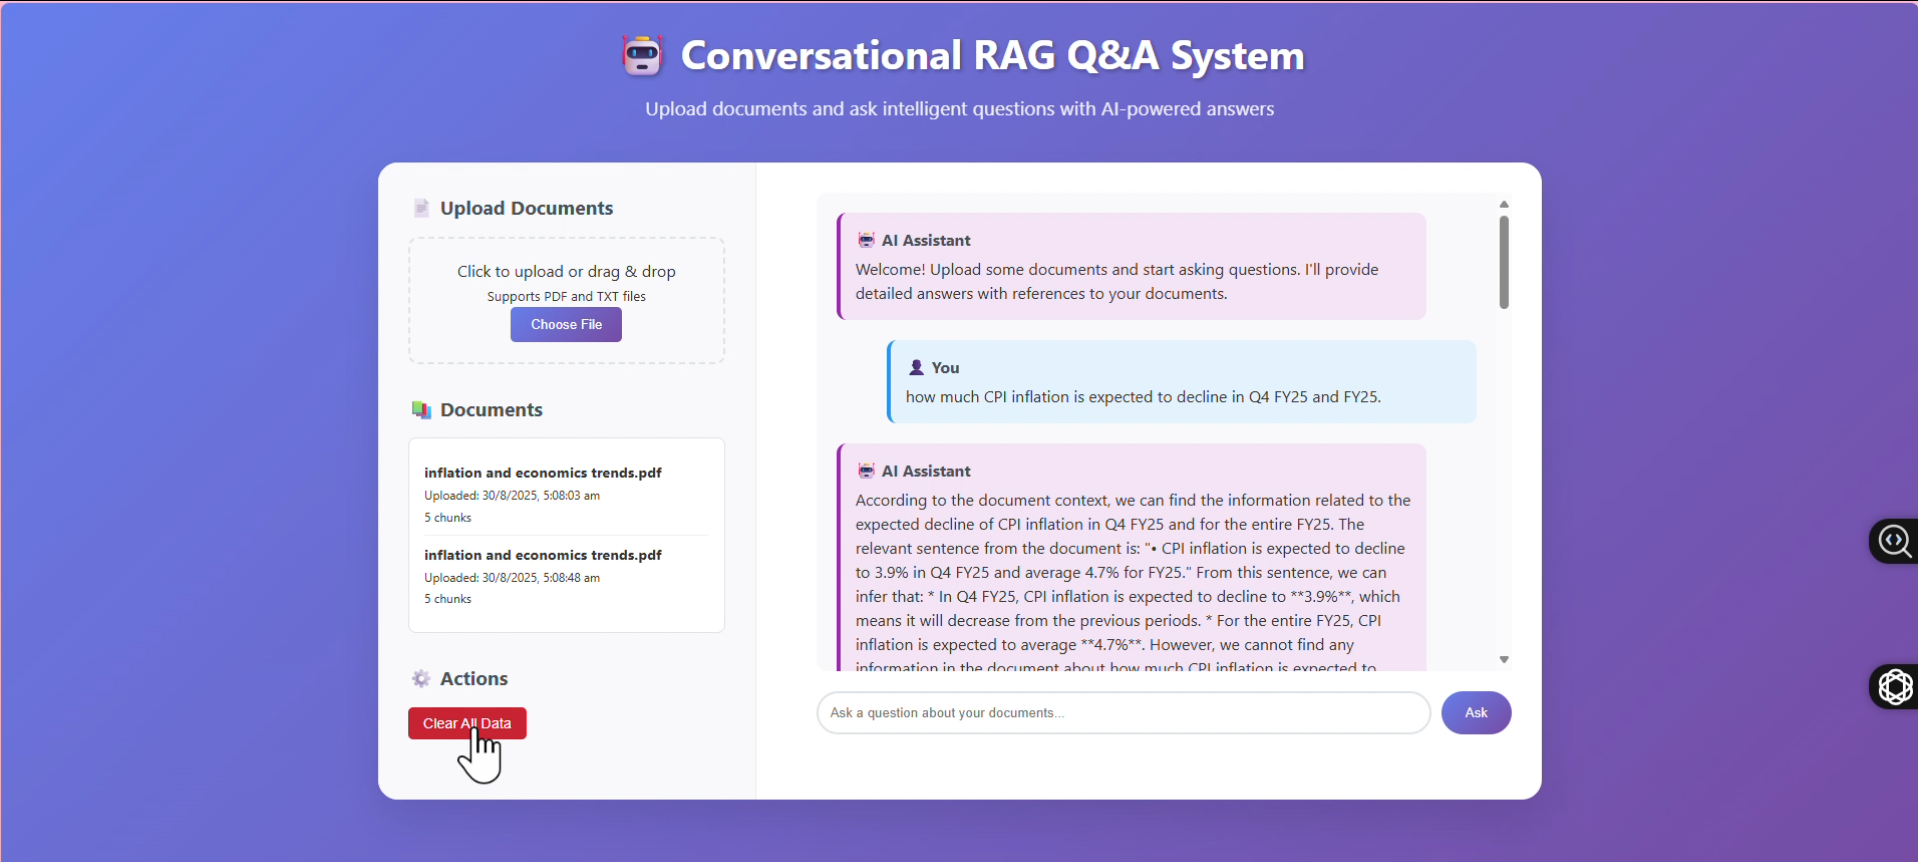 Conversational RAG Q&A System
Upload documents and ask intelligent questions with AI-powered answers
Upload Documents
Click to upload or drag & drop
Supports PDF and TXT files
Choose File
Documents
inflation and economics trends.pdf
Uploaded: 30/8/2025, 5:08:03 am
5 chunks
inflation and economics trends.pdf
Uploaded: 30/8/2025, 5:08:48 am
5 chunks
Actions
Clear All Data
AI Assistant
Welcome! Upload some documents and start asking questions. I'll provide
detailed answers with references to your documents.
You
how much CPI inflation is expected to decline in Q4 FY25 and FY25.
AI Assistant
According to the document context, we can find the information related to the
expected decline of CPI inflation in Q4 FY25 and for the entire FY25. The
relevant sentence from the document is: "• CPI inflation is expected to decline
to 3.9% in Q4 FY25 and average 4.7% for FY25." From this sentence, we can
infer that: * In Q4 FY25, CPI inflation is expected to decline to **3.9%**, which
means it will decrease from the previous periods. * For the entire FY25, CPI
inflation is expected to average **4.7%**. However, we cannot find any
information in the document about how much CPI inflation is expected to
Ask a question about your documents...
Ask